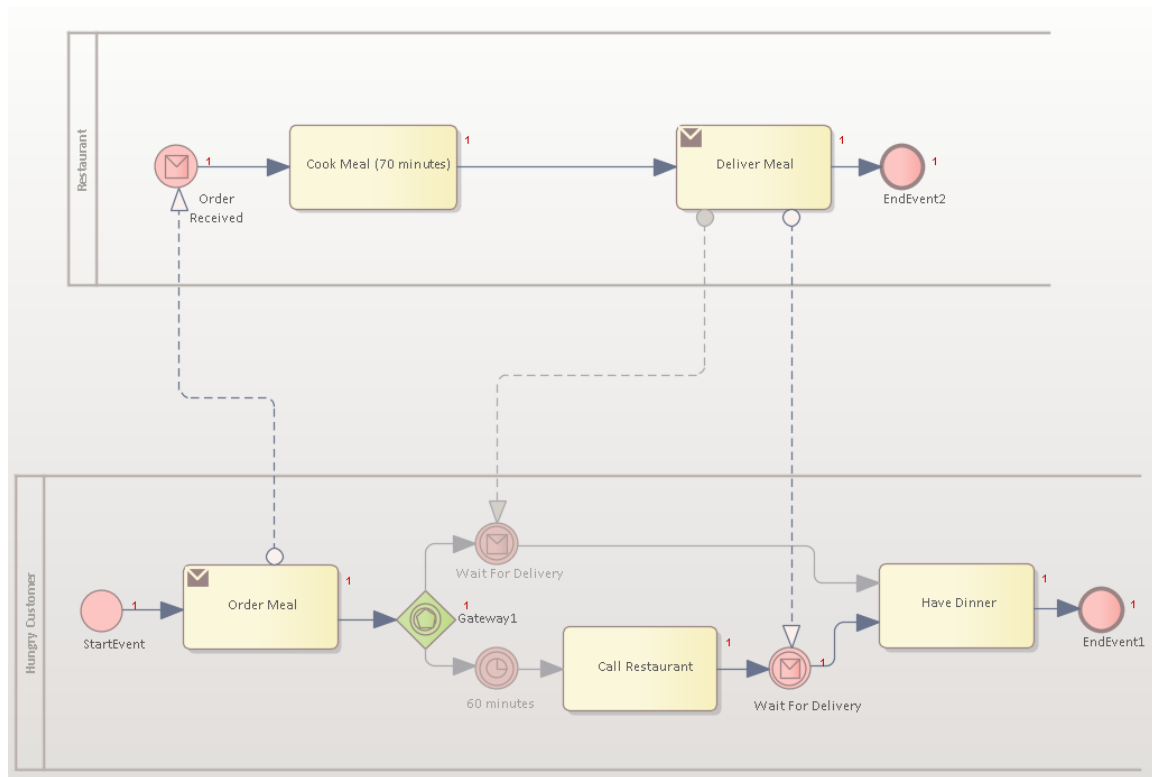 Restaurant
1
Cook Meal (70 minutes)
1
Deliver Meal
1
1
Order
Received
EndEvent2
Hungry Customer
StartEvent
1
Order Meal
1
1
Gateway1
Wait For Delivery
60 minutes
Call Restaurant
1
1
Wait For Delivery
Have Dinner
1
1
EndEvent1